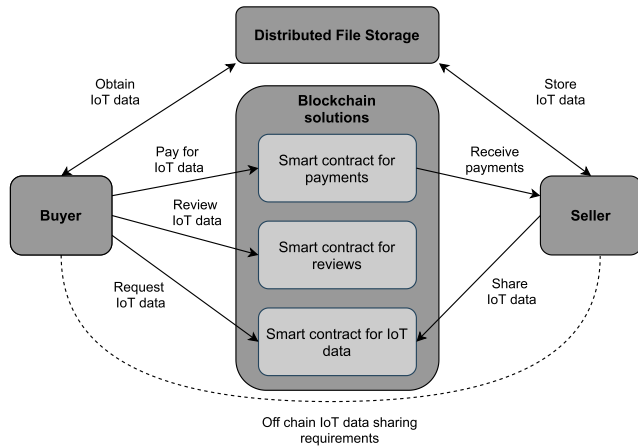 Distributed File Storage
Obtain
IoT data
Store
IoT data
Blockchain
solutions
Pay for
IoT data
Smart contract for
payments
Receive
payments
Buyer
Review
IoT data
Smart contract for
reviews
Seller
Request
IoT data
Share
IoT data
Smart contract for IoT
data
Off chain IoT data sharing
requirements